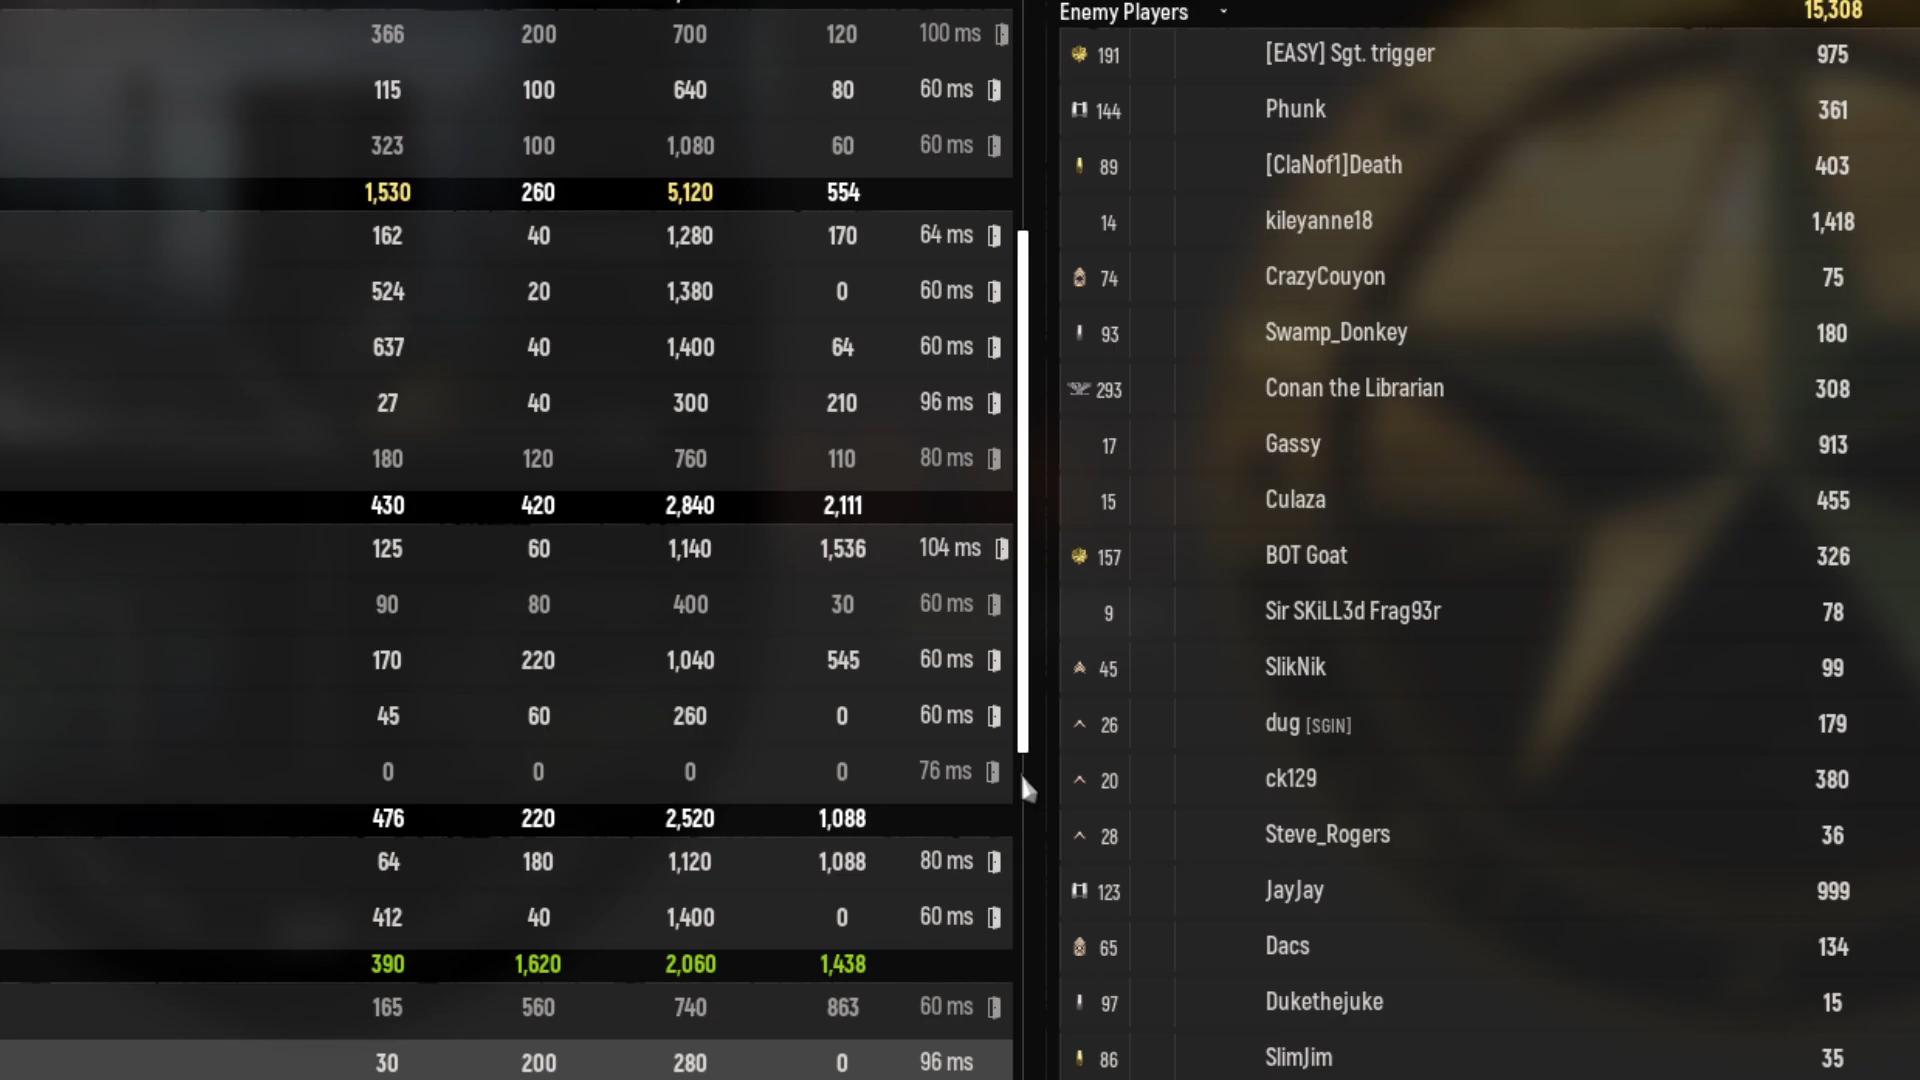 366 200 700 120 100 ms
115 100 640 80 60 ms
323 100 1,080 60 60 ms
1,530 260 5,120 554
162 40 1,280 170 64 ms
524 20 1,380 0 60 ms
637 40 1,400 64 60 ms
27 40 300 210 96 ms
180 120 760 110 80 ms
430 420 2,840 2,111
125 60 1,140 1,536 104 ms
90 80 400 30 60 ms
170 220 1,040 545 60 ms
45 60 260 0 60 ms
0 0 0 0 76 ms
476 220 2,520 1,088
64 180 1,120 1,088 80 ms
412 40 1,400 0 60 ms
390 1,620 2,060 1,438
165 560 740 863 60 ms
30 200 280 0 96 ms
Enemy Players 15,308
191 [EASY] Sgt. trigger 975
144 Phunk 361
89 [ClaNof1]Death 403
14 kileyanne18 1,418
74 CrazyCouyon 75
93 Swamp_Donkey 180
293 Conan the Librarian 308
17 Gassy 913
15 Culaza 455
157 BOT Goat 326
9 Sir SKiLL3d Frag93r 78
45 SlikNik 99
26 dug [SGIN] 179
20 ck129 380
28 Steve_Rogers 36
123 JayJay 999
65 Dacs 134
97 Dukethejuke 15
86 SlimJim 35